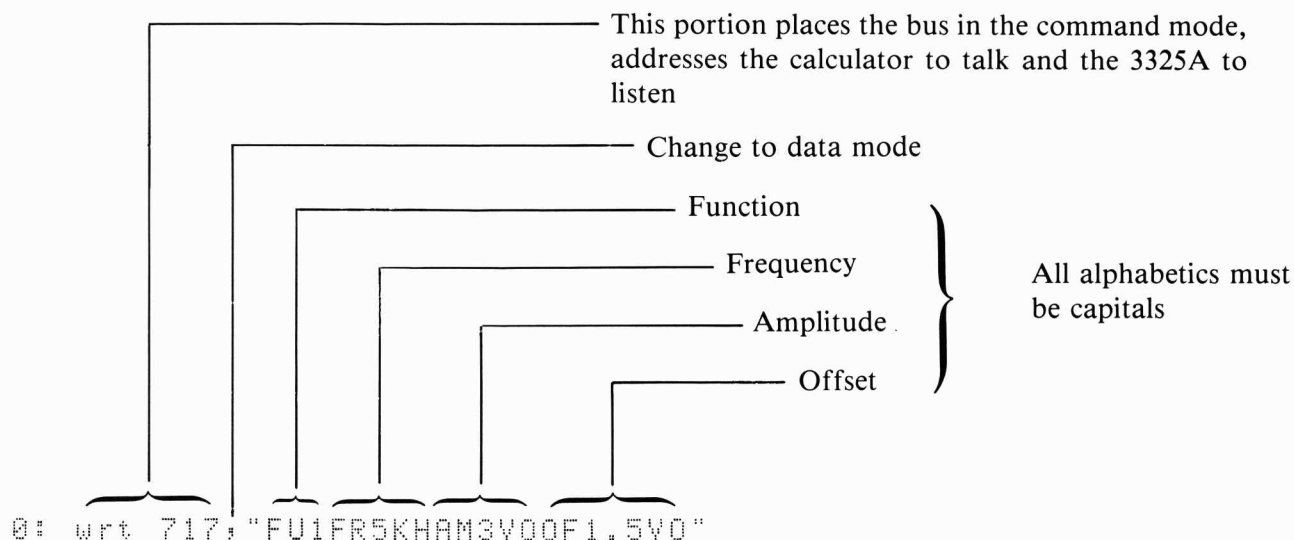 This portion places the bus in the command mode,
addresses the calculator to talk and the 3325A to
listen
Change to data mode
Function
Frequency
Amplitude
Offset
All alphabetics must
be capitals
0: wrt 717;"FU1FR5KHAM3VOOF1.5VO"